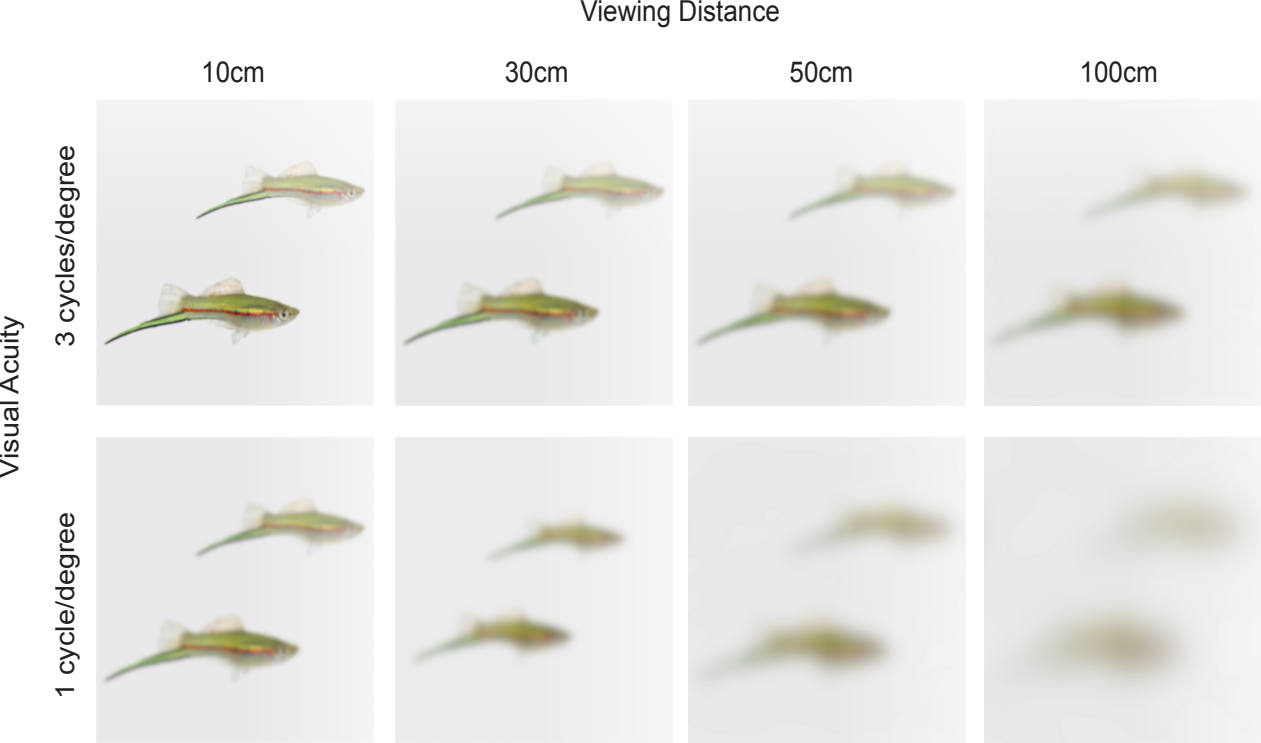 Viewing Distance
10cm
30cm
50cm
100cm
Visual Acuity
3 cycles/degree
1 cycle/degree